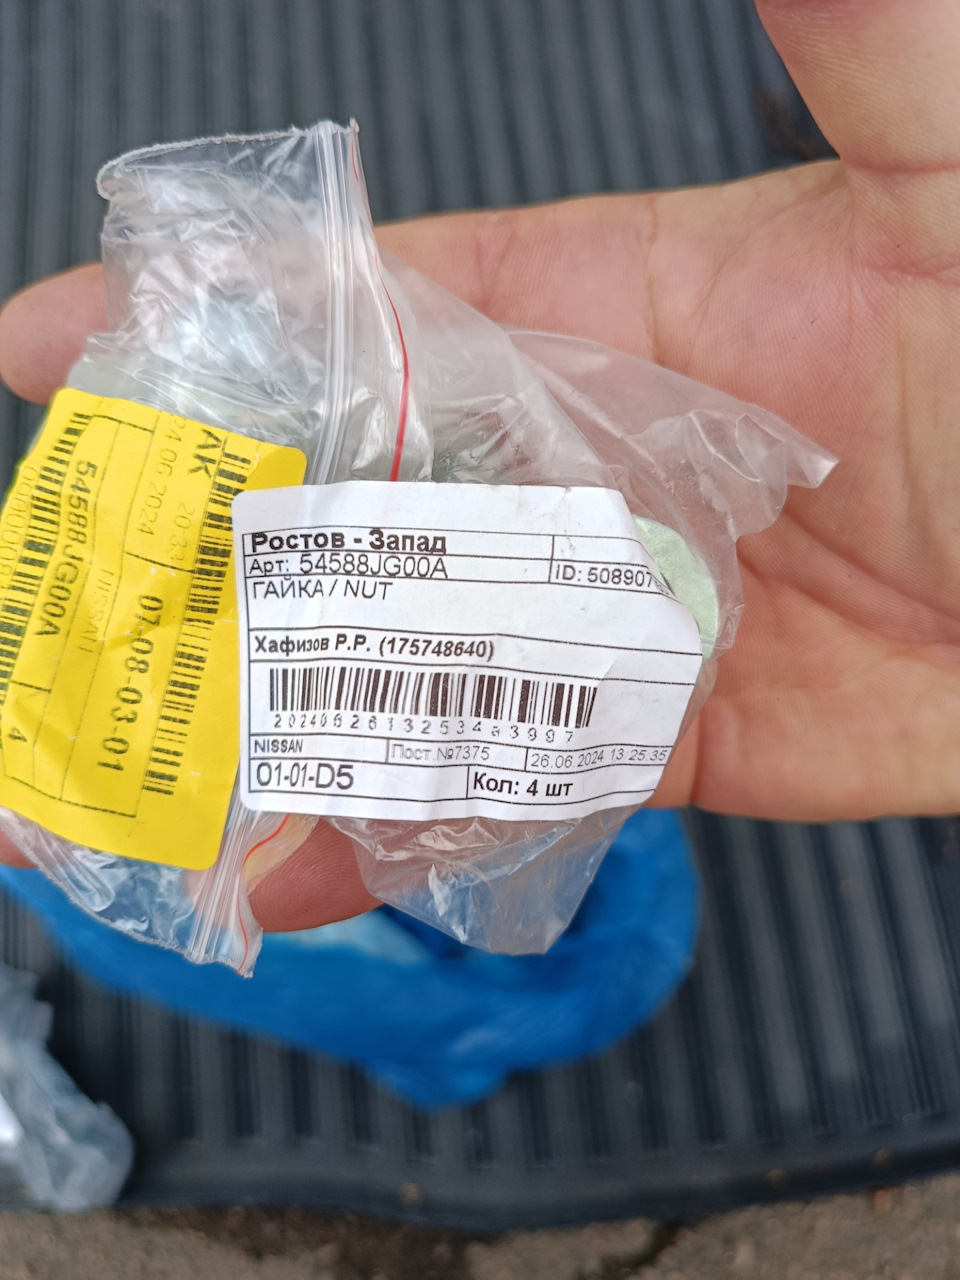 Ростов - Запад
Арт: 54588JG00A
ID: 508907
ГАЙКА / NUT
Хафизов Р.Р. (175748640)
NISSAN
Пост.№7375
26.06.2024 13:25:35
01-01-D5
Кол: 4 шт
АК
24.06.2024
07-08-03-01
NISSAN
54588JG00A
4